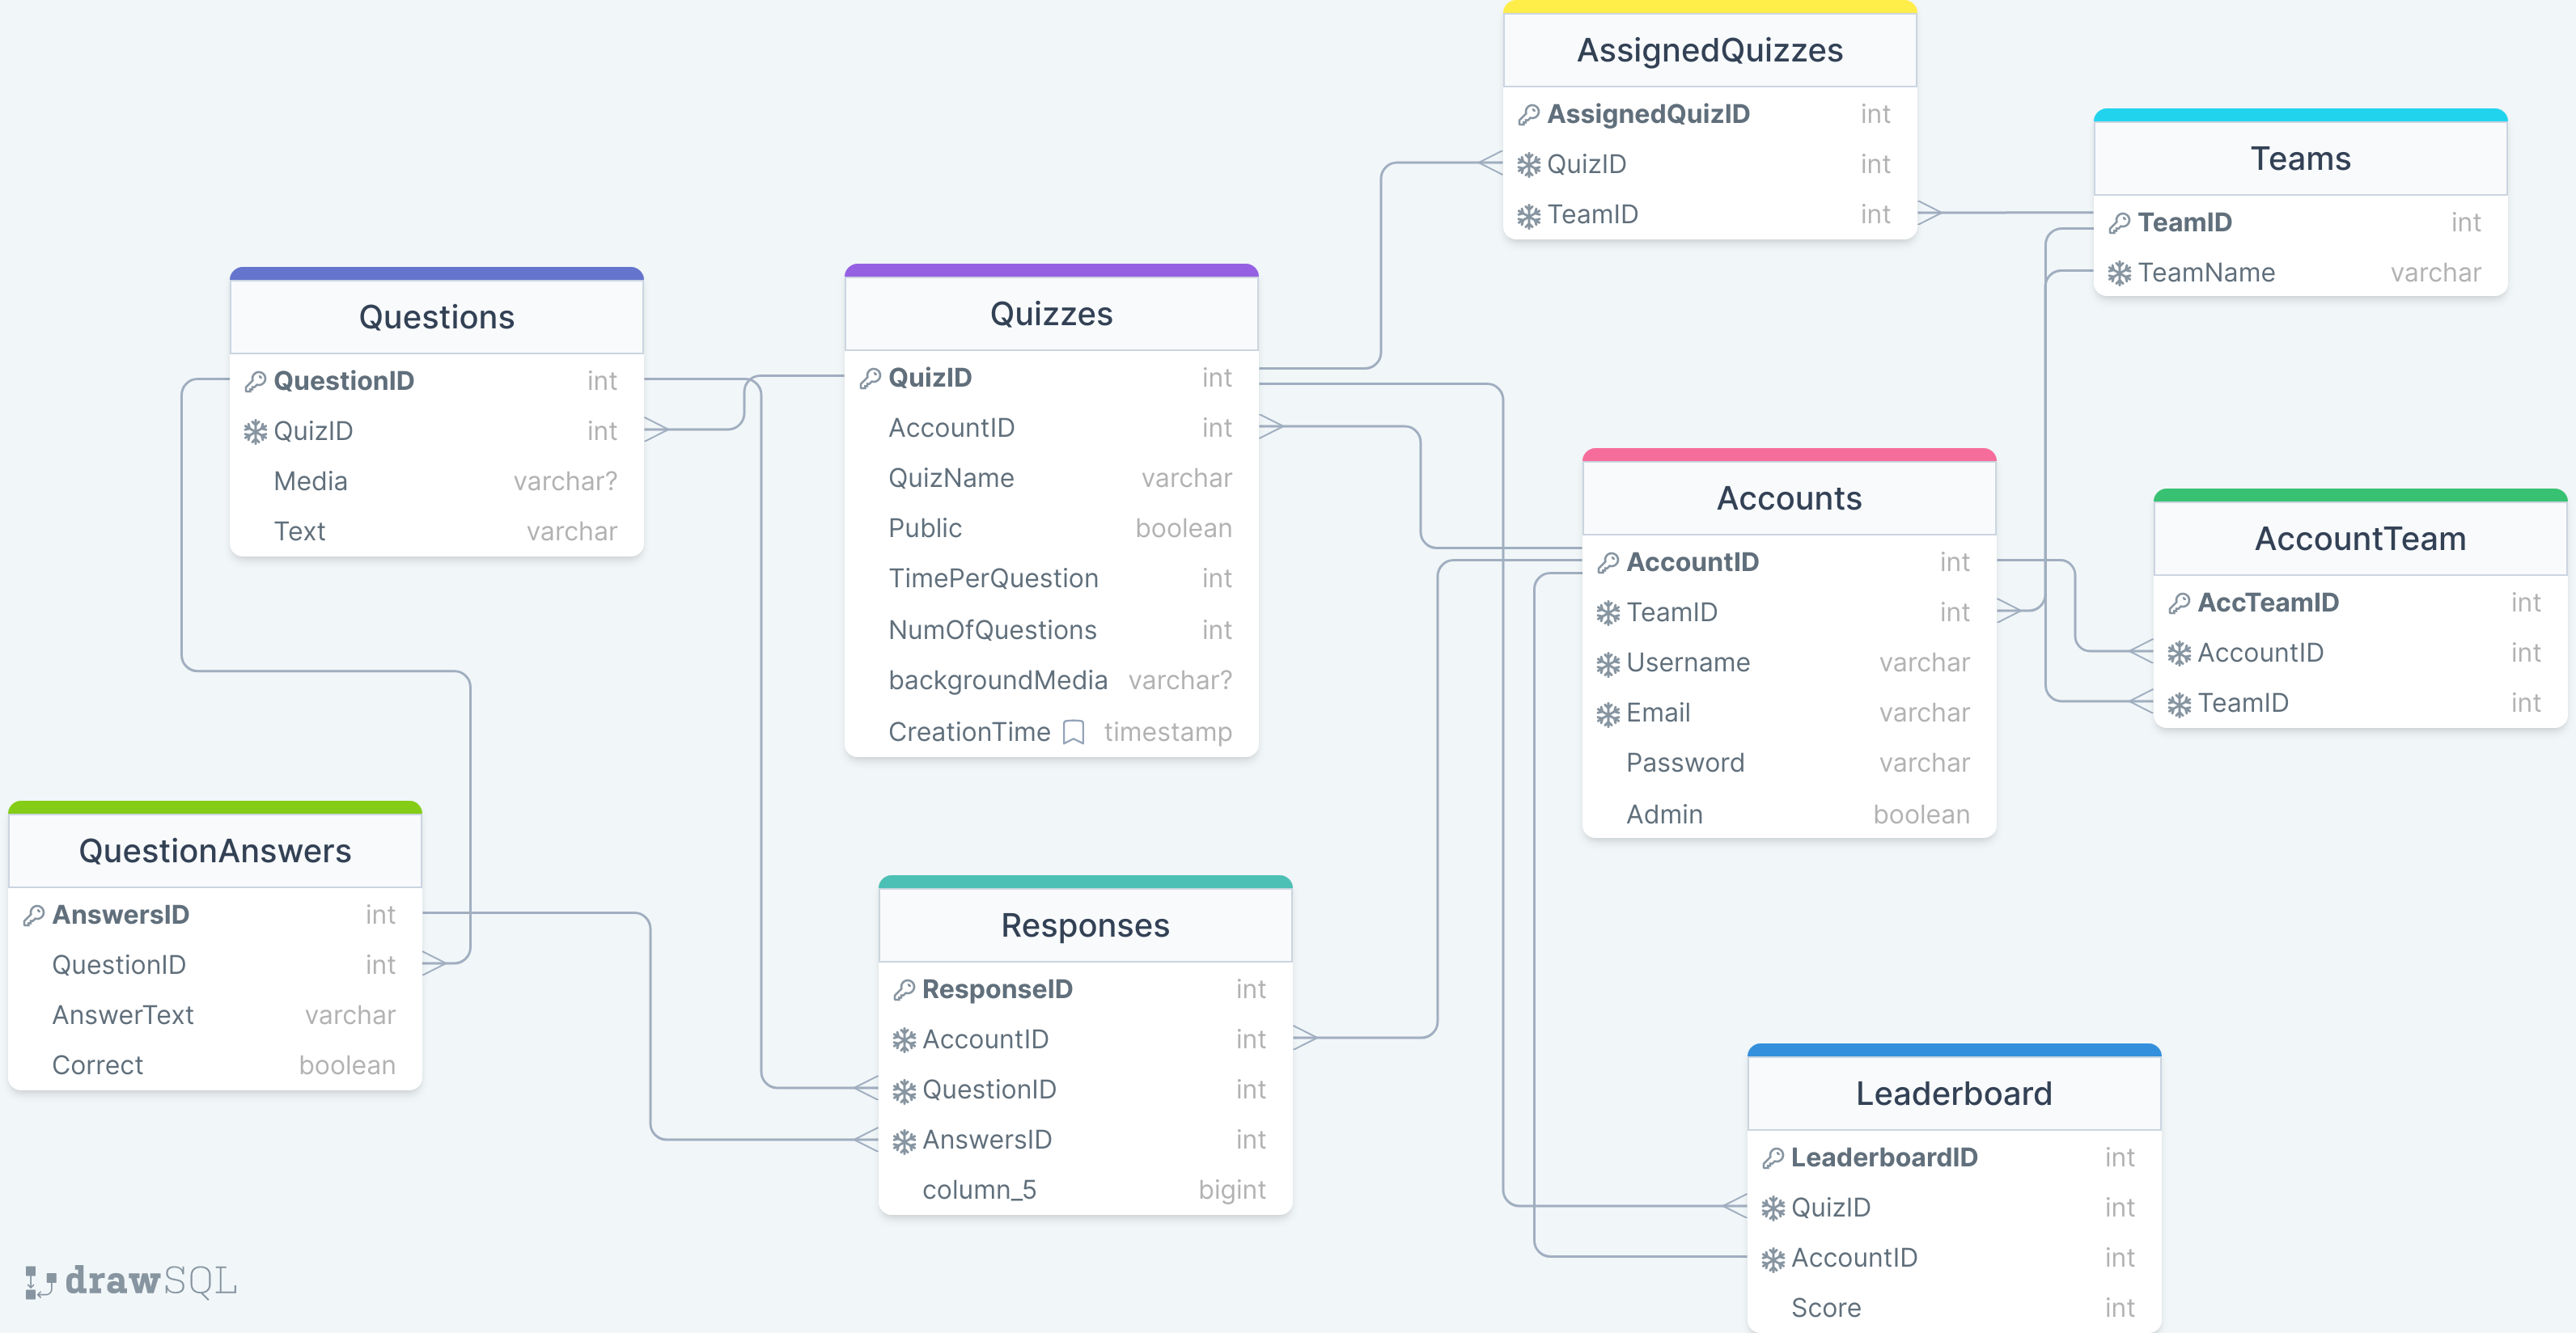 AssignedQuizzes
AssignedQuizID int
QuizID int
TeamID int
Teams
TeamID int
TeamName varchar
Questions
QuestionID int
QuizID int
Media varchar?
Text varchar
Quizzes
QuizID int
AccountID int
QuizName varchar
Public boolean
TimePerQuestion int
NumOfQuestions int
backgroundMedia varchar?
CreationTime timestamp
Accounts
AccountID int
TeamID int
Username varchar
Email varchar
Password varchar
Admin boolean
AccountTeam
AccTeamID int
AccountID int
TeamID int
QuestionAnswers
AnswersID int
QuestionID int
AnswerText varchar
Correct boolean
Responses
ResponseID int
AccountID int
QuestionID int
AnswersID int
column_5 bigint
Leaderboard
LeaderboardID int
QuizID int
AccountID int
Score int
drawSQL